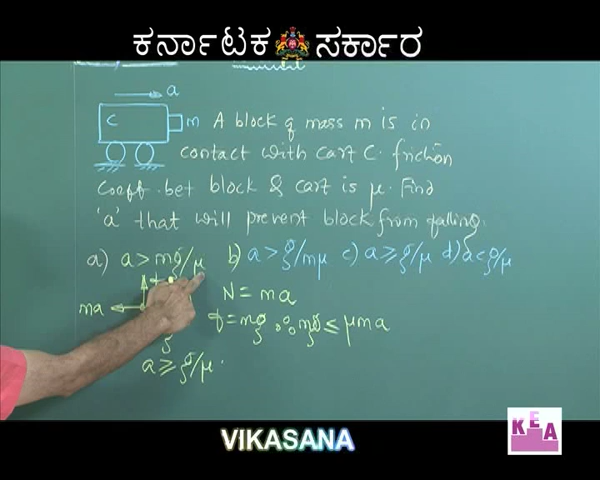 ಕರ್ನಾಟಕ ಸರ್ಕಾರ
a
C m A block of mass m is in
contact with cart C. friction
coeff. bet block & cart is μ. Find
'a' that will prevent block from falling.
a) a > mg/μ b) a > g/mμ c) a ≥ g/μ d) a < g/μ
N = ma
ma f = mg ∴ mg ≤ μma
a ≥ g/μ.
KEA
VIKASANA